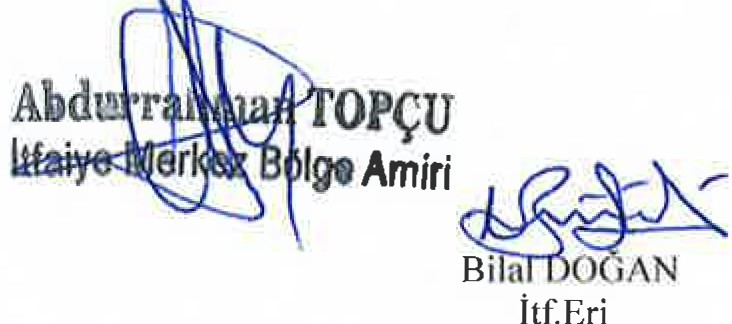 Abdurrahman TOPÇU
İtfaiye Merkez Bölge Amiri
Bilal DOĞAN
İtf.Eri